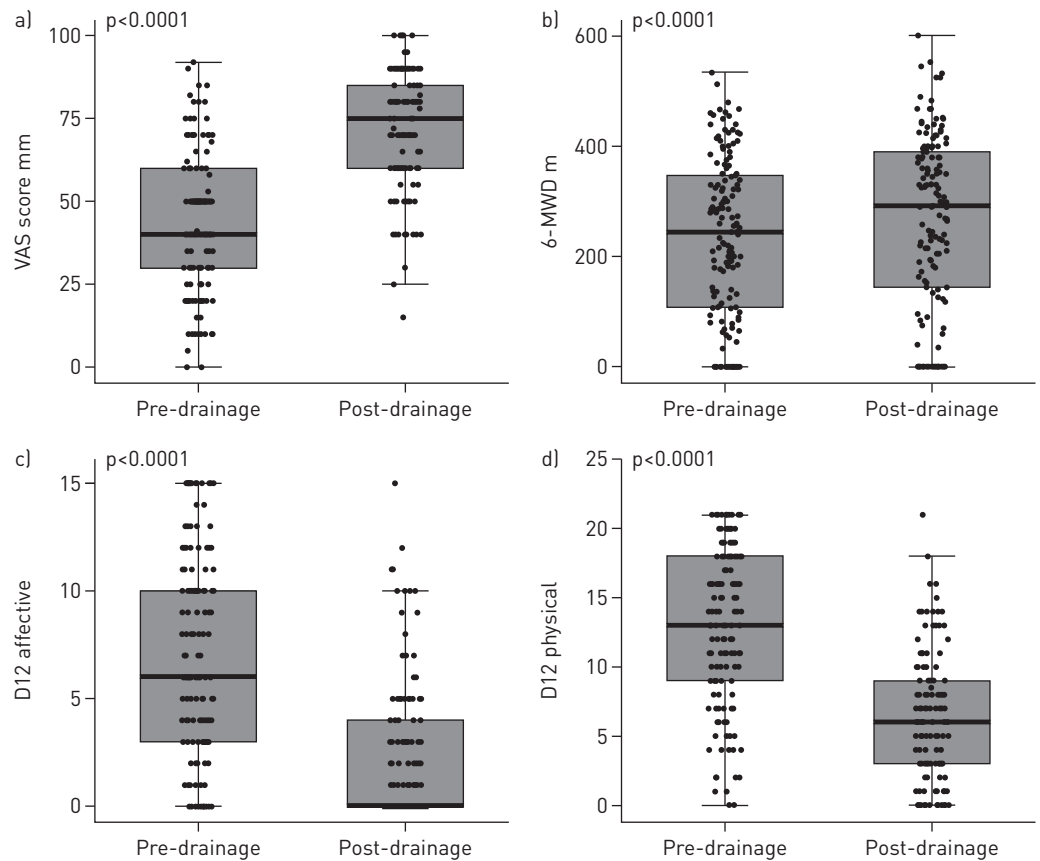 a)
p<0.0001
VAS score mm
100
75
50
25
0
Pre-drainage Post-drainage
b)
p<0.0001
6-MWD m
600
400
200
0
Pre-drainage Post-drainage
c)
p<0.0001
D12 affective
15
10
5
0
Pre-drainage Post-drainage
d)
p<0.0001
D12 physical
25
20
15
10
5
0
Pre-drainage Post-drainage